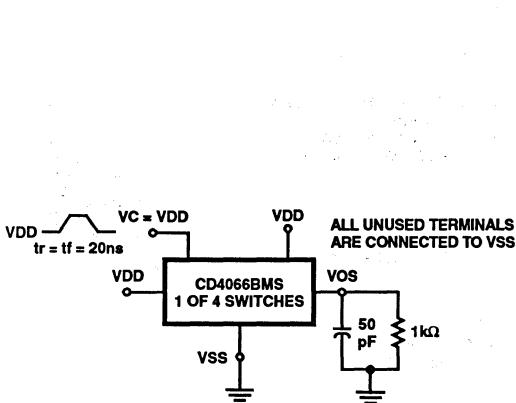 VC = VDD
VDD
VDD
tr = tf = 20ns
ALL UNUSED TERMINALS
ARE CONNECTED TO VSS
VDD
CD4066BMS
1 OF 4 SWITCHES
VOS
50
pF
1kΩ
VSS